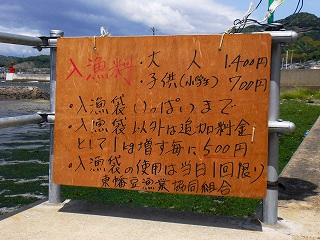 入漁料 ・大人 1,400円
・子供(小学生) 700円
・入漁袋いっぱいまで
・入漁袋以外は追加料金
として1kg増す毎に500円
・入漁袋の使用は当日1回限り
東幡豆漁業協同組合